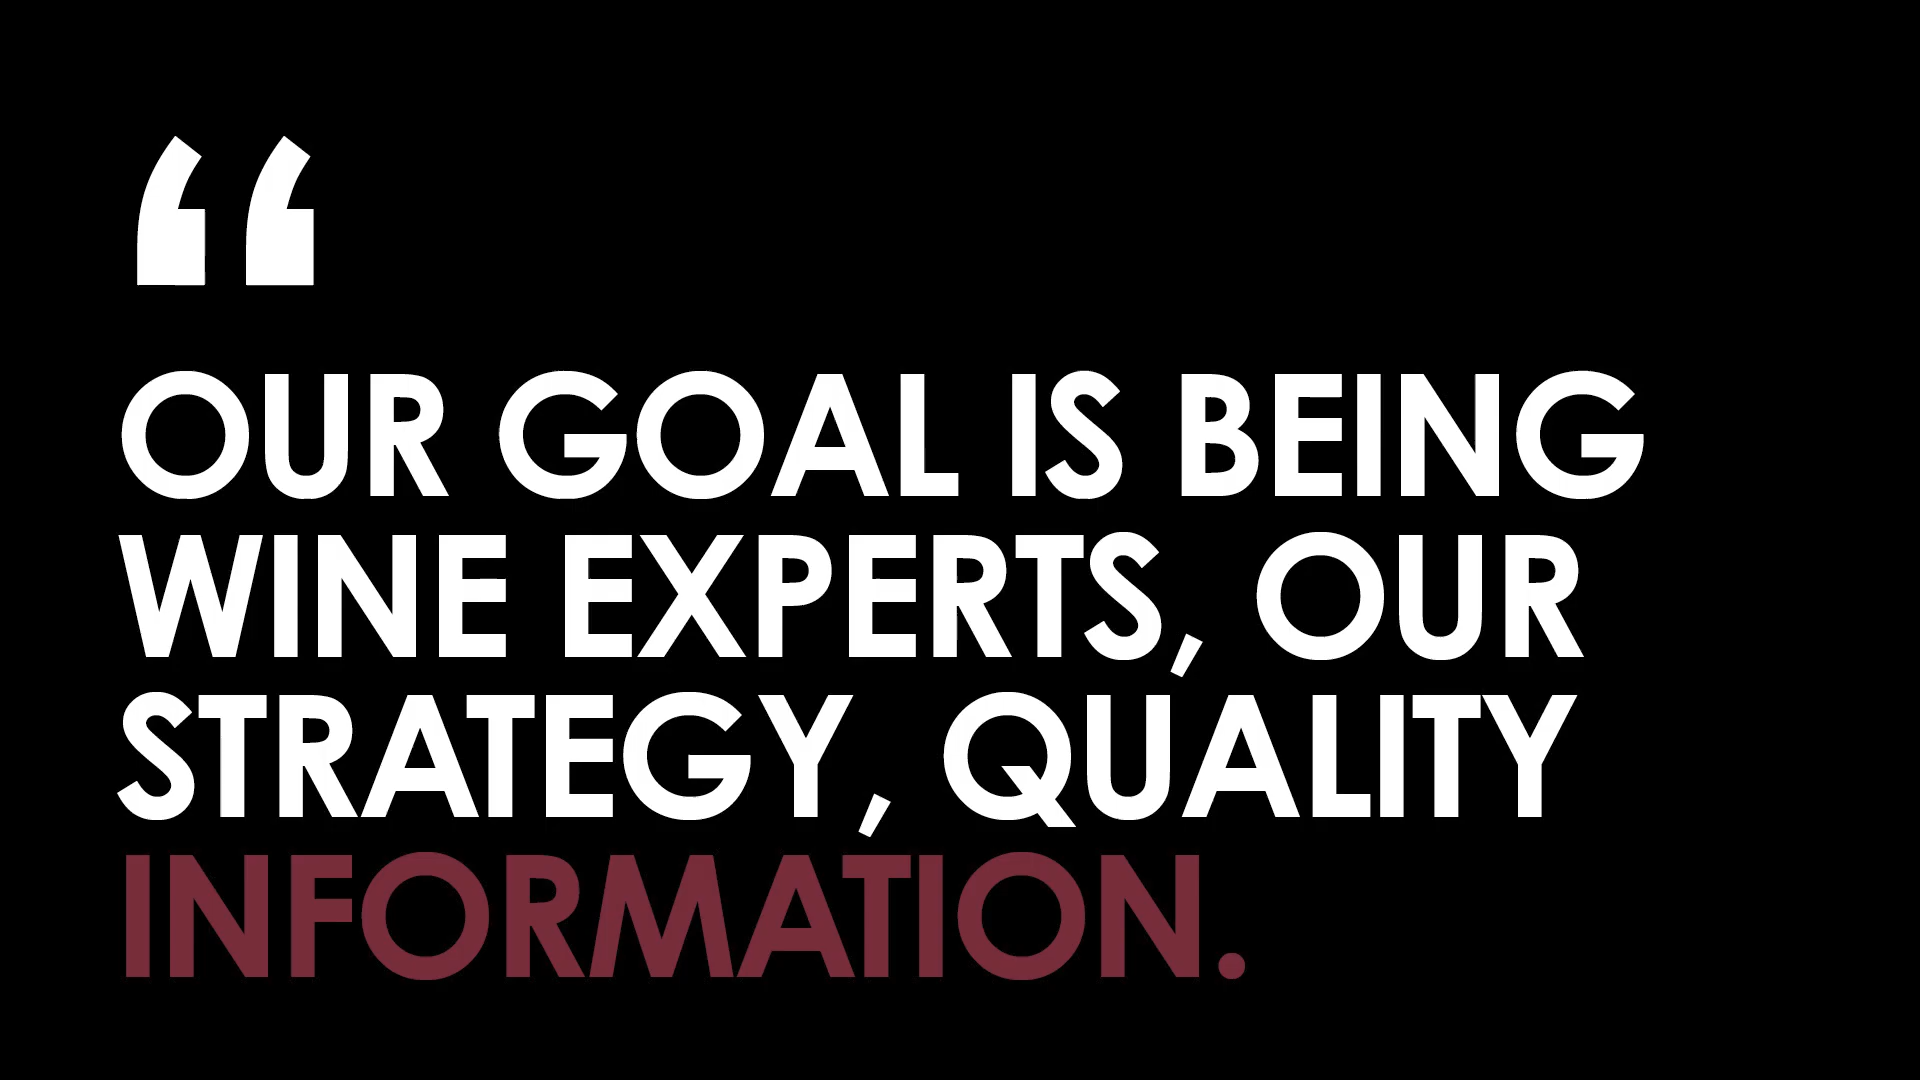 “
OUR GOAL IS BEING
WINE EXPERTS, OUR
STRATEGY, QUALITY
INFORMATION.